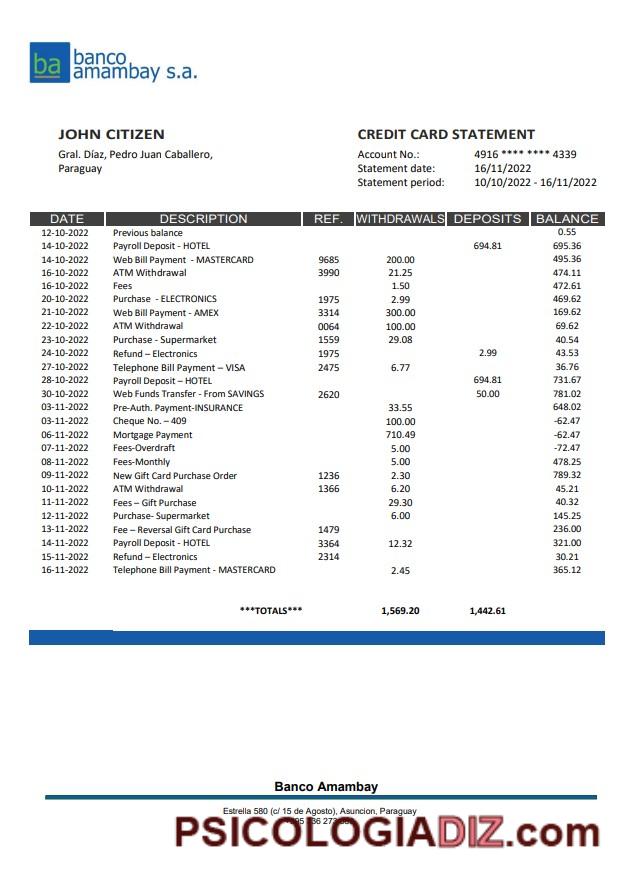 ba banco
amambay s.a.
JOHN CITIZEN
Gral. Díaz, Pedro Juan Caballero,
Paraguay
CREDIT CARD STATEMENT
Account No.: 4916 **** **** 4339
Statement date: 16/11/2022
Statement period: 10/10/2022 - 16/11/2022
DATE DESCRIPTION REF. WITHDRAWALS DEPOSITS BALANCE
12-10-2022 Previous balance 0.55
14-10-2022 Payroll Deposit - HOTEL 694.81 695.36
14-10-2022 Web Bill Payment - MASTERCARD 9685 200.00 495.36
16-10-2022 ATM Withdrawal 3990 21.25 474.11
16-10-2022 Fees 1.50 472.61
20-10-2022 Purchase - ELECTRONICS 1975 2.99 469.62
21-10-2022 Web Bill Payment - AMEX 3314 300.00 169.62
22-10-2022 ATM Withdrawal 0064 100.00 69.62
23-10-2022 Purchase - Supermarket 1559 29.08 40.54
24-10-2022 Refund – Electronics 1975 2.99 43.53
27-10-2022 Telephone Bill Payment – VISA 2475 6.77 36.76
28-10-2022 Payroll Deposit – HOTEL 694.81 731.67
30-10-2022 Web Funds Transfer - From SAVINGS 2620 50.00 781.02
03-11-2022 Pre-Auth. Payment-INSURANCE 33.55 648.02
03-11-2022 Cheque No. – 409 100.00 -62.47
06-11-2022 Mortgage Payment 710.49 -62.47
07-11-2022 Fees-Overdraft 5.00 -72.47
08-11-2022 Fees-Monthly 5.00 478.25
09-11-2022 New Gift Card Purchase Order 1236 2.30 789.32
10-11-2022 ATM Withdrawal 1366 6.20 45.21
11-11-2022 Fees – Gift Purchase 29.30 40.32
12-11-2022 Purchase- Supermarket 6.00 145.25
13-11-2022 Fee – Reversal Gift Card Purchase 1479 236.00
14-11-2022 Payroll Deposit - HOTEL 3364 12.32 321.00
15-11-2022 Refund – Electronics 2314 30.21
16-11-2022 Telephone Bill Payment - MASTERCARD 2.45 365.12
***TOTALS*** 1,569.20 1,442.61
Banco Amambay
Estrella 580 (c/ 15 de Agosto), Asuncion, Paraguay
PSICOLOGIADIZ.com